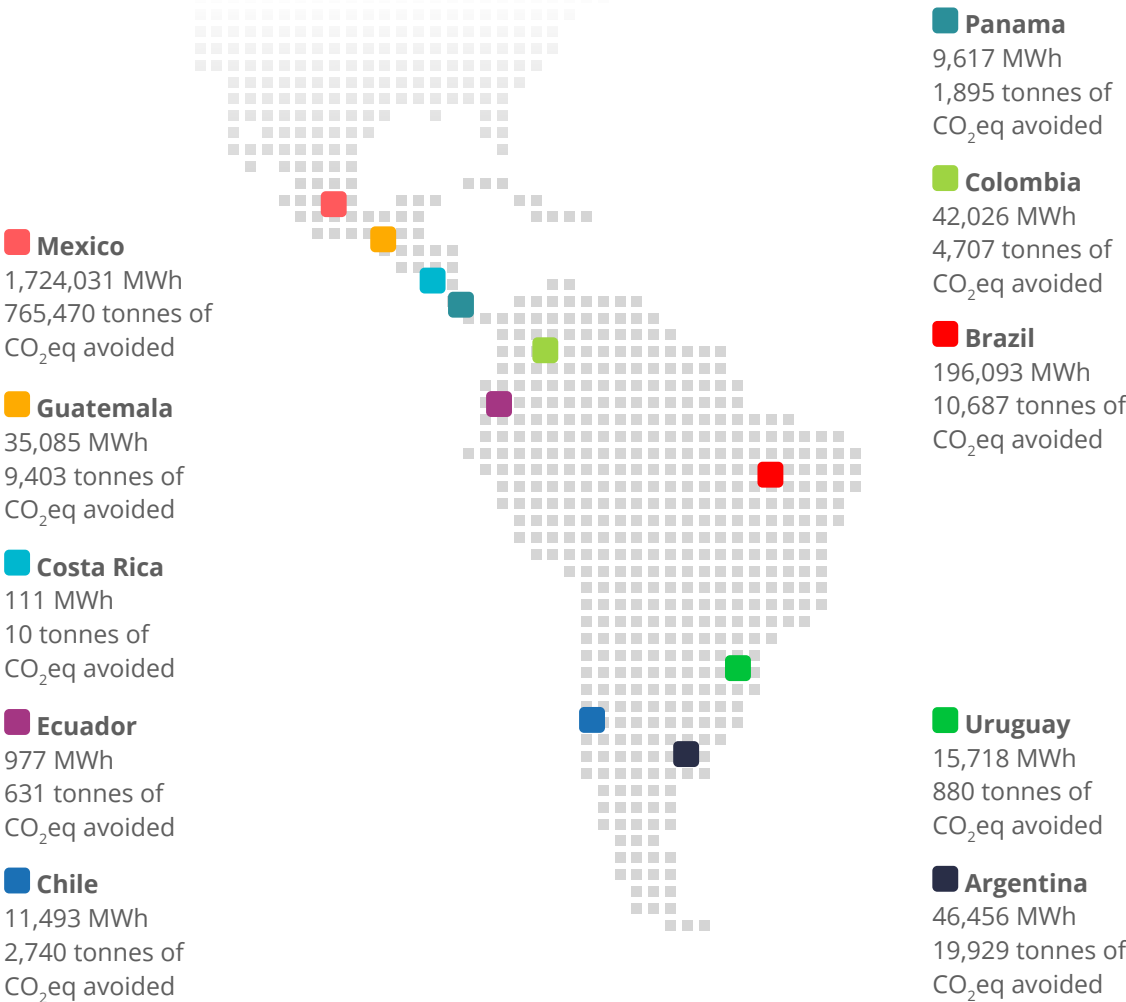 Mexico
1,724,031 MWh
765,470 tonnes of
CO₂eq avoided
Guatemala
35,085 MWh
9,403 tonnes of
CO₂eq avoided
Costa Rica
111 MWh
10 tonnes of
CO₂eq avoided
Ecuador
977 MWh
631 tonnes of
CO₂eq avoided
Chile
11,493 MWh
2,740 tonnes of
CO₂eq avoided
Panama
9,617 MWh
1,895 tonnes of
CO₂eq avoided
Colombia
42,026 MWh
4,707 tonnes of
CO₂eq avoided
Brazil
196,093 MWh
10,687 tonnes of
CO₂eq avoided
Uruguay
15,718 MWh
880 tonnes of
CO₂eq avoided
Argentina
46,456 MWh
19,929 tonnes of
CO₂eq avoided